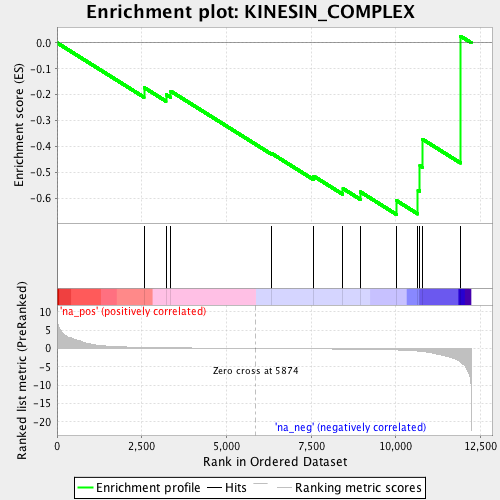 Enrichment plot: KINESIN_COMPLEX
Enrichment score (ES)
0.0
-0.1
-0.2
-0.3
-0.4
-0.5
-0.6
'na_pos' (positively correlated)
Ranked list metric (PreRanked)
10
5
0
-5
-10
-15
-20
Zero cross at 5874
'na_neg' (negatively correlated)
0 2,500 5,000 7,500 10,000 12,500
Rank in Ordered Dataset
Enrichment profile Hits Ranking metric scores